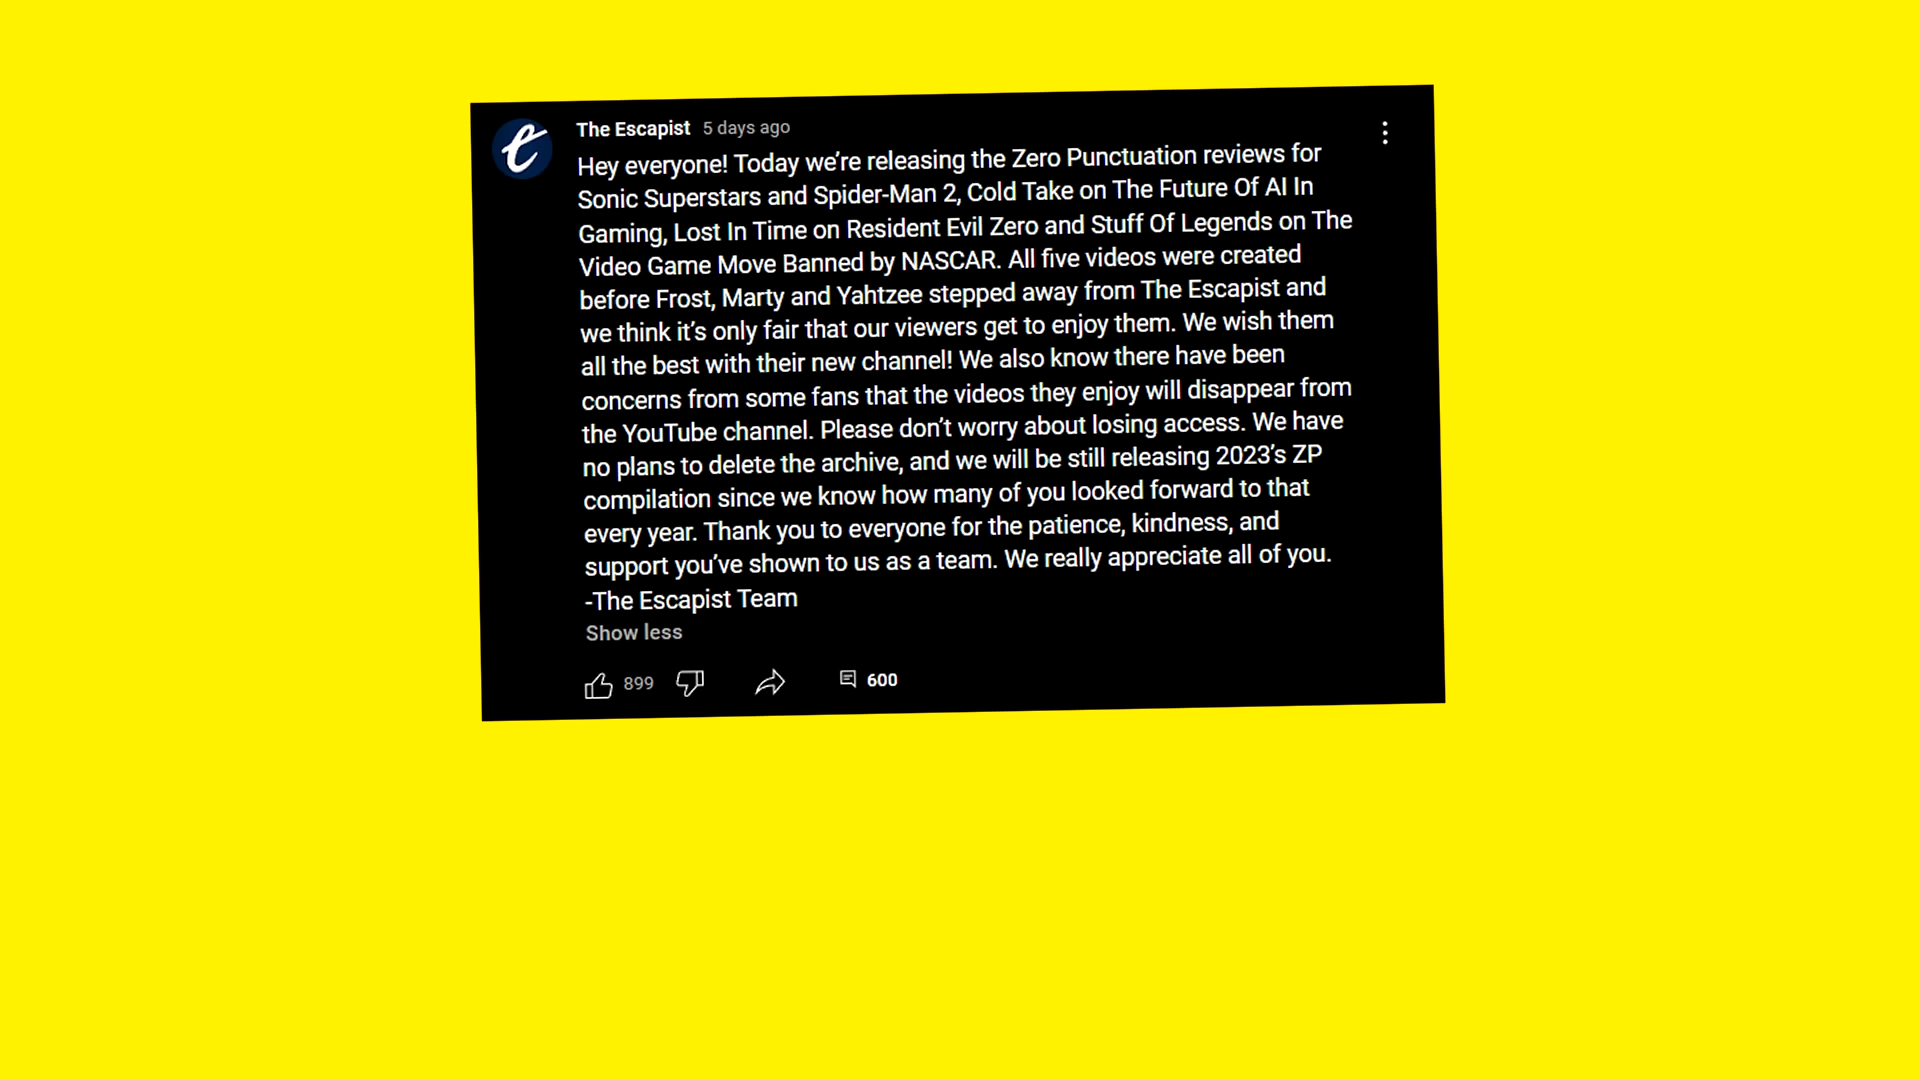 The Escapist 5 days ago
Hey everyone! Today we’re releasing the Zero Punctuation reviews for
Sonic Superstars and Spider-Man 2, Cold Take on The Future Of AI In
Gaming, Lost In Time on Resident Evil Zero and Stuff Of Legends on The
Video Game Move Banned by NASCAR. All five videos were created
before Frost, Marty and Yahtzee stepped away from The Escapist and
we think it’s only fair that our viewers get to enjoy them. We wish them
all the best with their new channel! We also know there have been
concerns from some fans that the videos they enjoy will disappear from
the YouTube channel. Please don’t worry about losing access. We have
no plans to delete the archive, and we will be still releasing 2023’s ZP
compilation since we know how many of you looked forward to that
every year. Thank you to everyone for the patience, kindness, and
support you’ve shown to us as a team. We really appreciate all of you.
-The Escapist Team
Show less
899 600